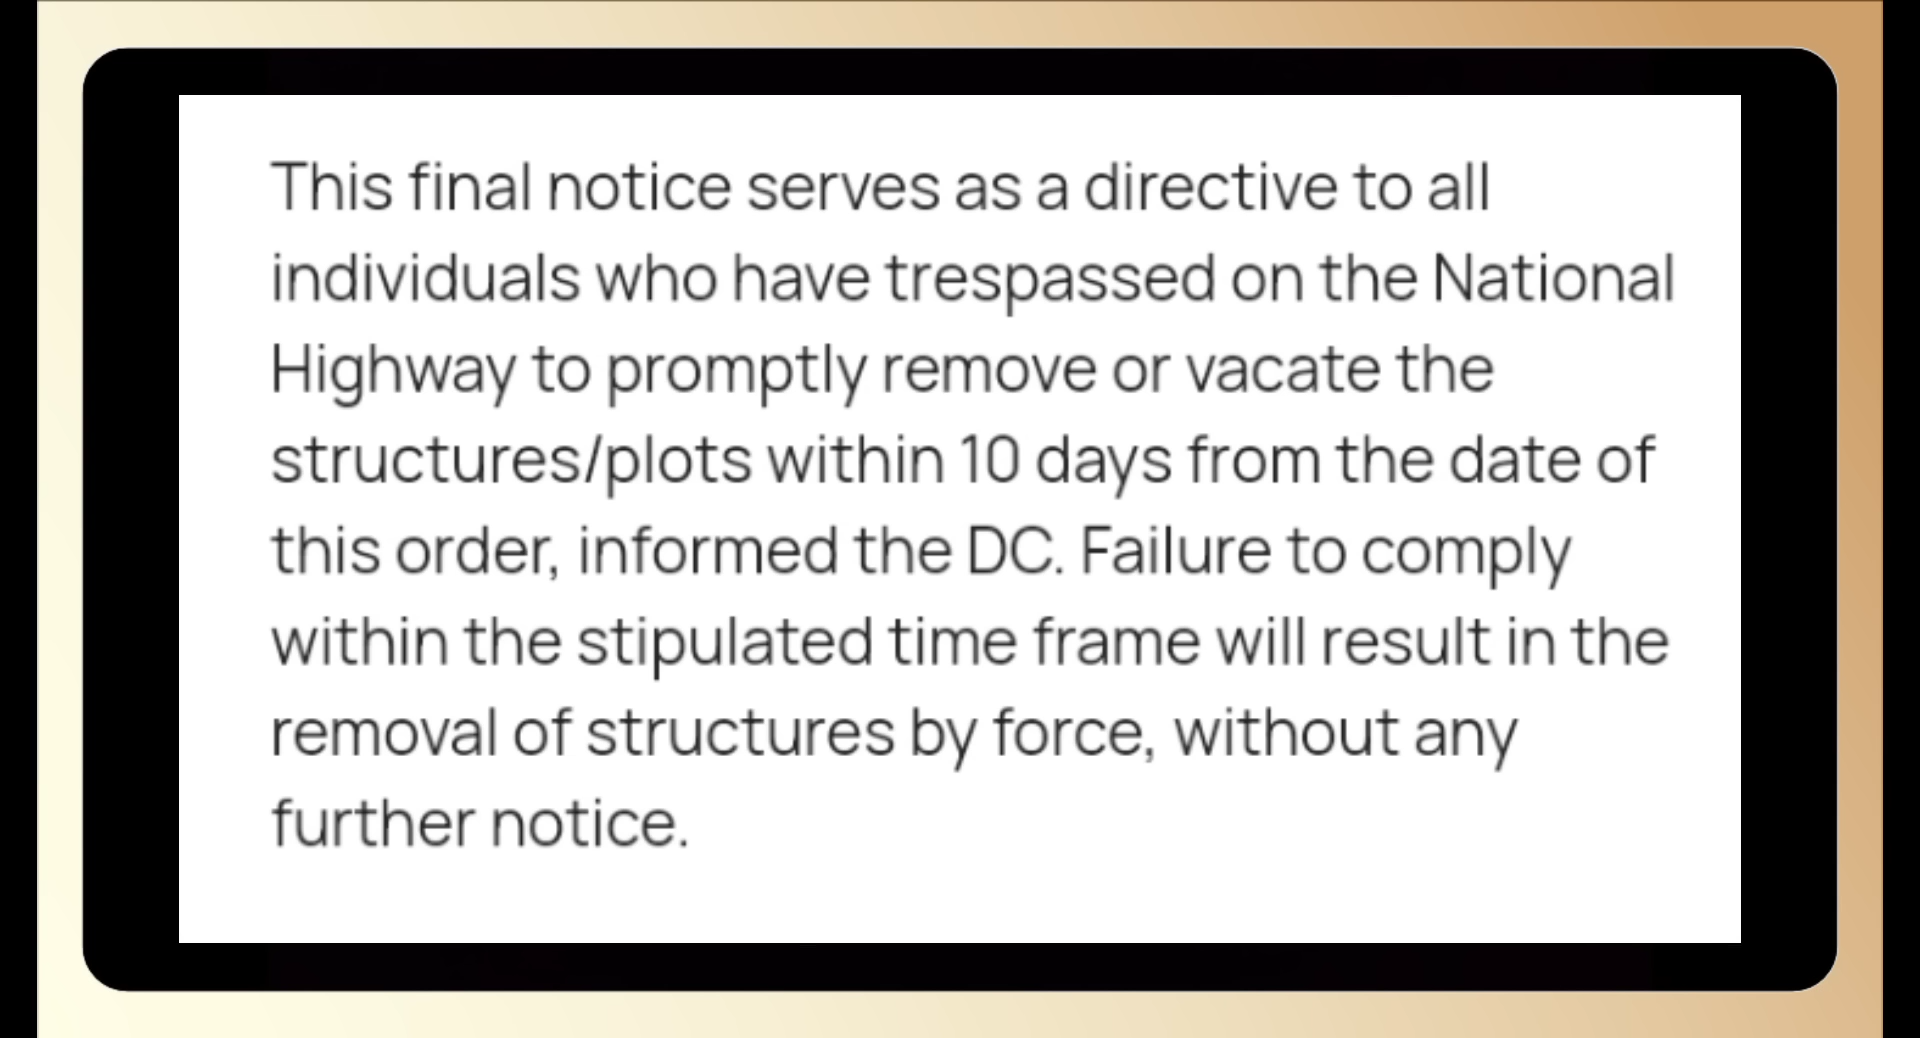 This final notice serves as a directive to all
individuals who have trespassed on the National
Highway to promptly remove or vacate the
structures/plots within 10 days from the date of
this order, informed the DC. Failure to comply
within the stipulated time frame will result in the
removal of structures by force, without any
further notice.